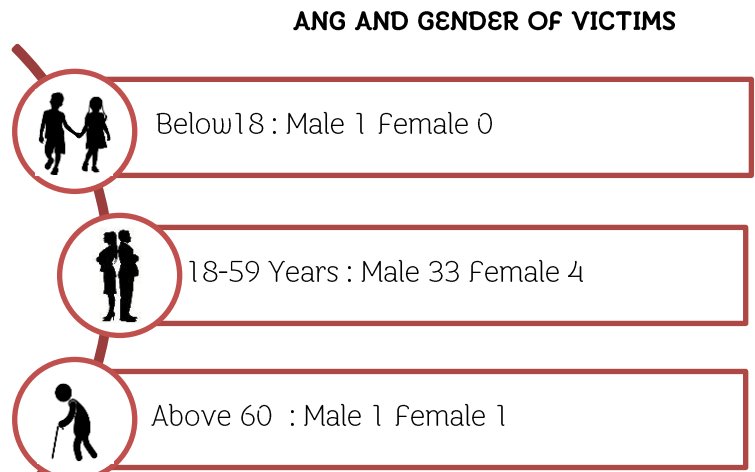 ANG AND GENDER OF VICTIMS
Below18 : Male 1 Female 0
18-59 Years : Male 33 Female 4
Above 60 : Male 1 Female 1